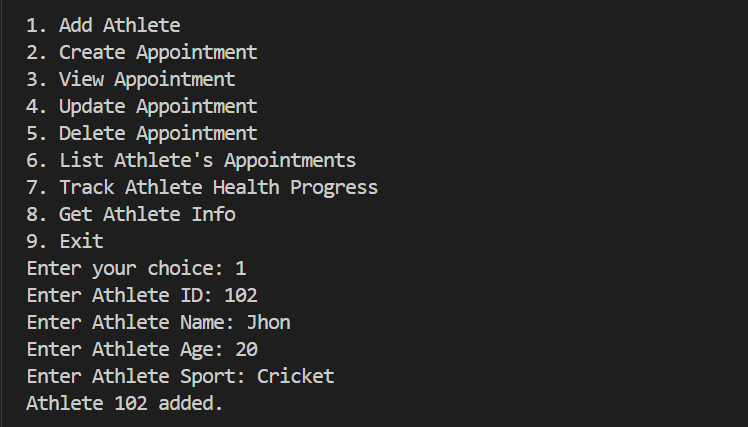 1. Add Athlete
2. Create Appointment
3. View Appointment
4. Update Appointment
5. Delete Appointment
6. List Athlete's Appointments
7. Track Athlete Health Progress
8. Get Athlete Info
9. Exit
Enter your choice: 1
Enter Athlete ID: 102
Enter Athlete Name: Jhon
Enter Athlete Age: 20
Enter Athlete Sport: Cricket
Athlete 102 added.